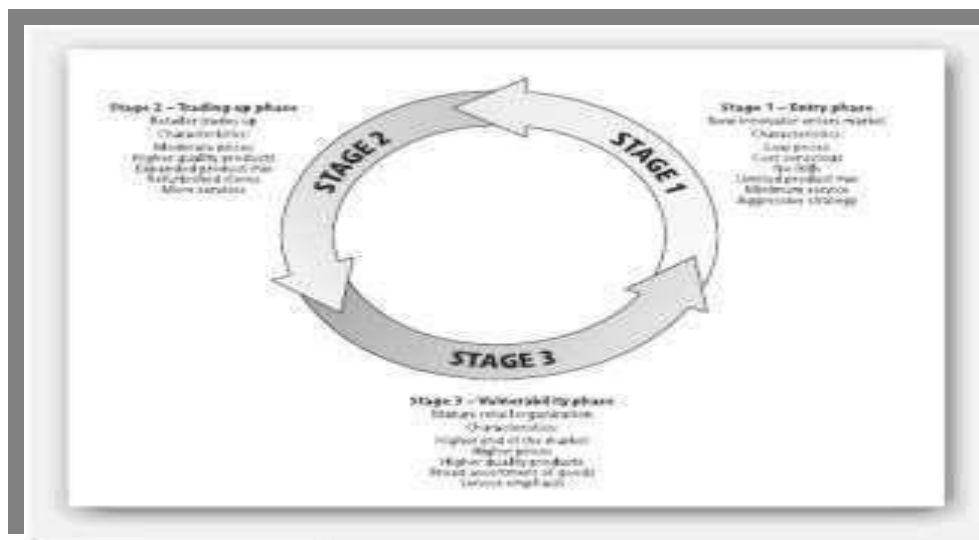 Stage 1 – Entry phase
New innovator enters market
Characteristics:
Low prices
Cost conscious
Limited product mix
Minimum service
Aggressive strategy
STAGE 1
Stage 2 – Trading up phase
Retailer trades up
Characteristics:
Moderate prices
Higher quality products
Expanded product mix
Refurbished stores
More services
STAGE 2
STAGE 3
Stage 3 – Vulnerability phase
Mature retail organization
Characteristics:
Higher end of the market
Higher prices
Higher quality products
Broad assortment of goods
Service emphasis